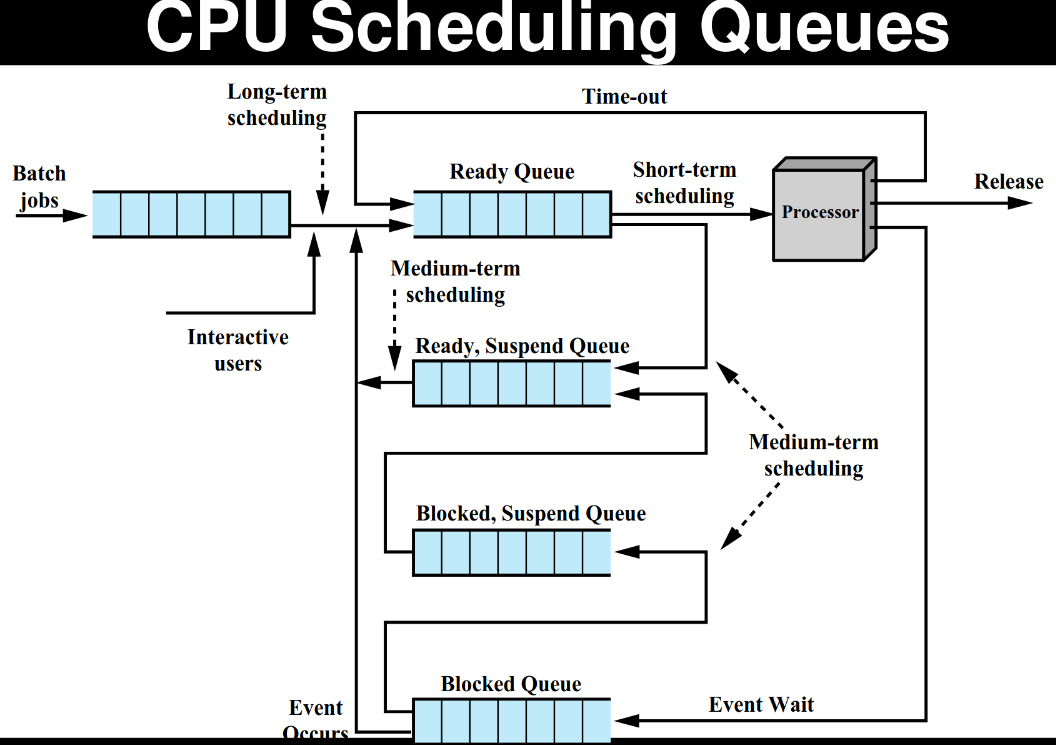 CPU Scheduling Queues
Long-term
scheduling
Time-out
Batch
jobs
Ready Queue
Short-term
scheduling
Processor
Release
Medium-term
scheduling
Interactive
users
Ready, Suspend Queue
Medium-term
scheduling
Blocked, Suspend Queue
Blocked Queue
Event Wait
Event
Occurs